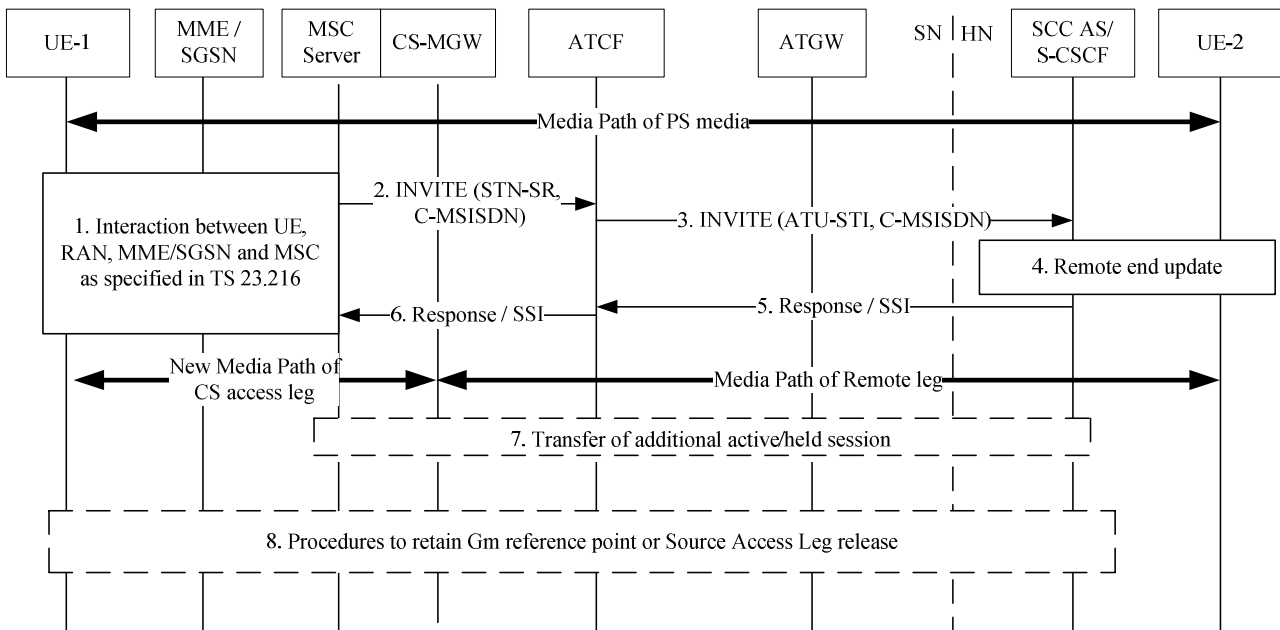 UE-1
MME /
SGSN
MSC
Server
CS-MGW
ATCF
ATGW
SN
HN
SCC AS/
S-CSCF
UE-2
Media Path of PS media
1. Interaction between UE,
RAN, MME/SGSN and MSC
as specified in TS 23.216
2. INVITE (STN-SR,
C-MSISDN)
3. INVITE (ATU-STI, C-MSISDN)
4. Remote end update
5. Response / SSI
6. Response / SSI
New Media Path of
CS access leg
Media Path of Remote leg
7. Transfer of additional active/held session
8. Procedures to retain Gm reference point or Source Access Leg release